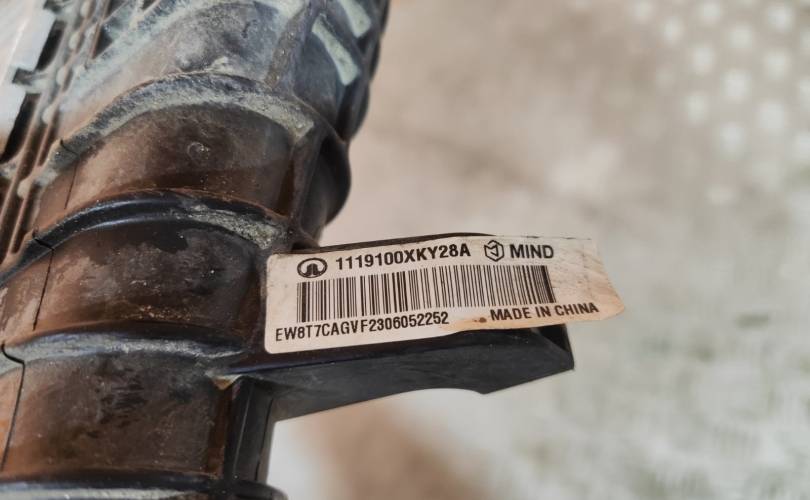 1119100XKY28A MIND
EW8T7CAGVF2306052252 MADE IN CHINA